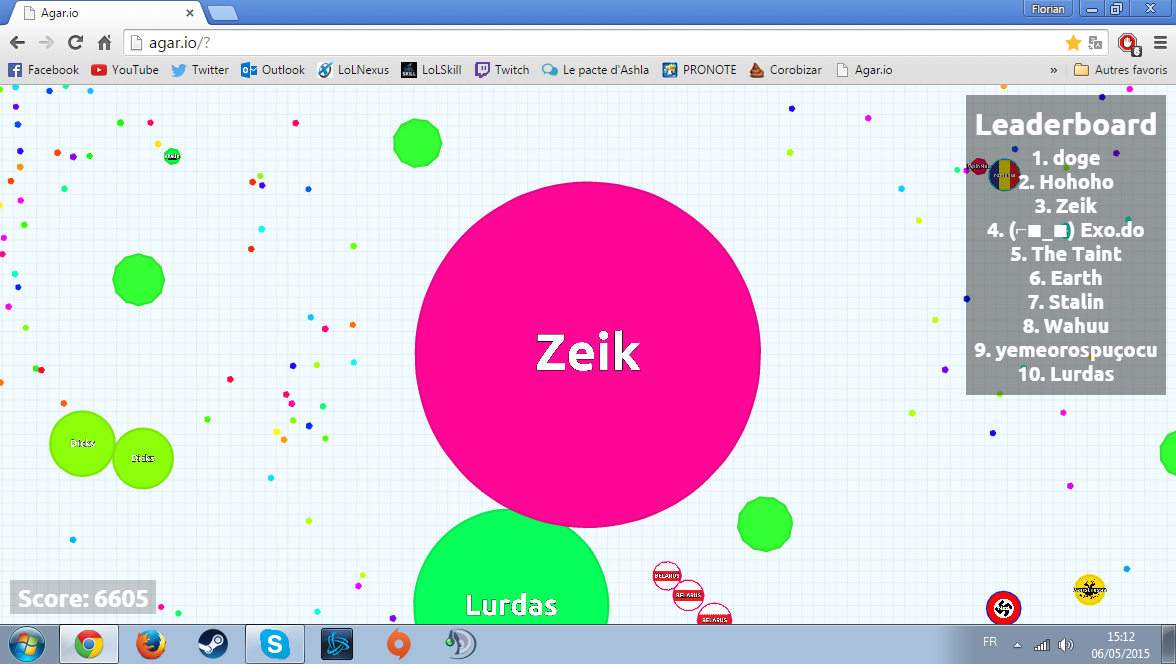 Agar.io
Florian
agar.io/?
6
Facebook YouTube Twitter Outlook LoLNexus LoLSkill Twitch Le pacte d'Ashla PRONOTE Corobizar Agar.io » Autres favoris
Leaderboard
1. doge
2. Hohoho
3. Zeik
4. (⌐■_■) Exo.do
5. The Taint
6. Earth
7. Stalin
8. Wahuu
9. yemeorospuçocu
10. Lurdas
Zeik
Dicks
Dicks
BELARUS
BELARUS
BELARUS
Lurdas
Score: 6605
FR
15:12
06/05/2015